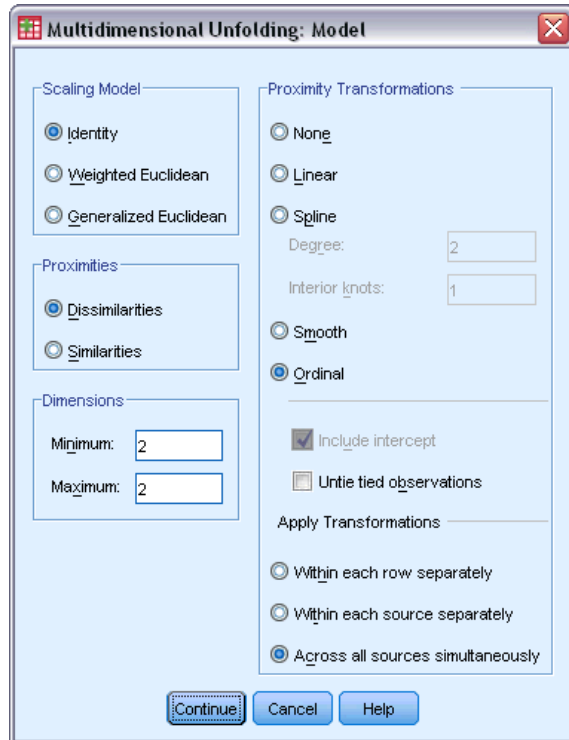 Multidimensional Unfolding: Model
Scaling Model
Identity
Weighted Euclidean
Generalized Euclidean
Proximities
Dissimilarities
Similarities
Dimensions
Minimum: 2
Maximum: 2
Proximity Transformations
None
Linear
Spline
Degree: 2
Interior knots: 1
Smooth
Ordinal
Include intercept
Untie tied observations
Apply Transformations
Within each row separately
Within each source separately
Across all sources simultaneously
Continue Cancel Help